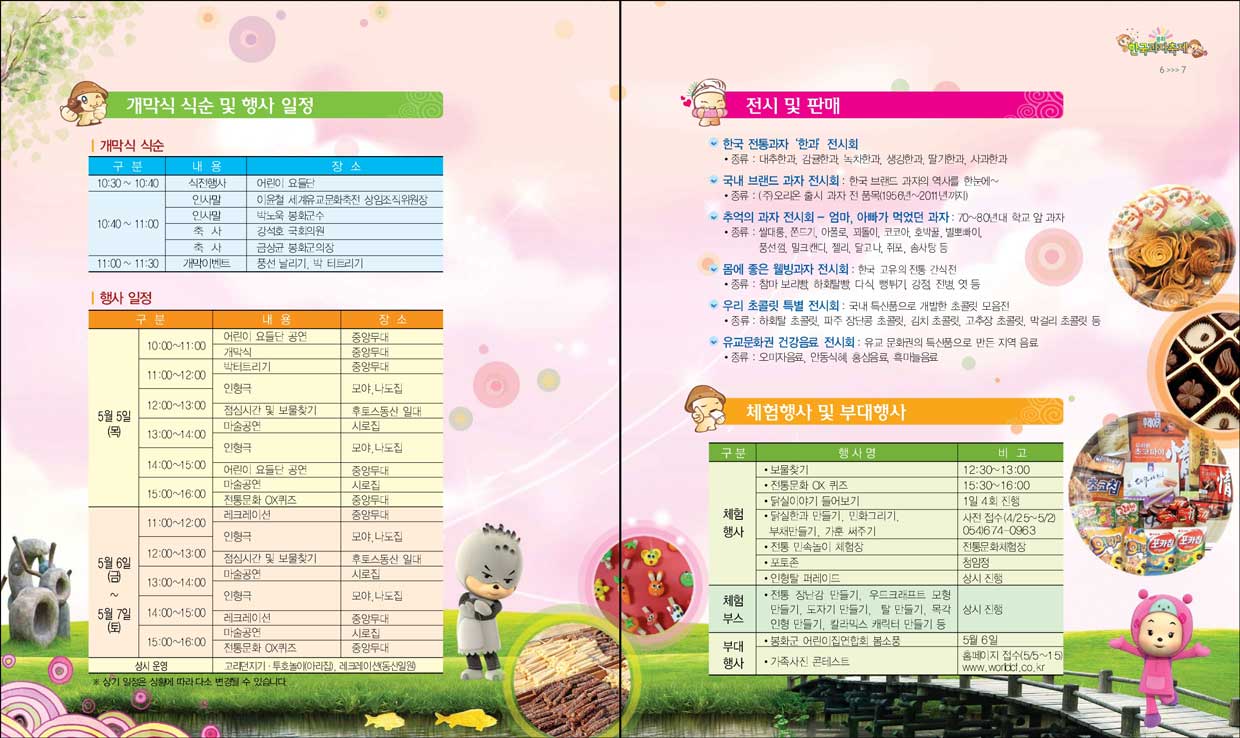 개막식 식순 및 행사 일정
개막식 식순
구 분 내 용 장 소
10:30 ~ 10:40 식전행사 어린이 요들단
10:40 ~ 11:00 인사말 이윤철 세계유교문화축전 상임조직위원장
인사말 박노욱 봉화군수
축 사 강석호 국회의원
축 사 금상균 봉화군의장
11:00 ~ 11:30 개막이벤트 풍선 날리기, 박 터트리기
행사 일정
구 분 내 용 장 소
5월 5일
(목)
10:00~11:00 어린이 요들단 공연 중앙무대
개막식 중앙무대
11:00~12:00 박터트리기 중앙무대
인형극 모야,나도집
12:00~13:00 점심시간 및 보물찾기 후토스동산 일대
13:00~14:00 마술공연 시로집
인형극 모야,나도집
14:00~15:00 어린이 요들단 공연 중앙무대
15:00~16:00 마술공연 시로집
전통문화 OX퀴즈 중앙무대
5월 6일
(금)
~
5월 7일
(토)
11:00~12:00 레크레이션 중앙무대
인형극 모야,나도집
12:00~13:00 점심시간 및 보물찾기 후토스동산 일대
13:00~14:00 마술공연 시로집
인형극 모야,나도집
14:00~15:00 레크레이션 중앙무대
15:00~16:00 마술공연 시로집
전통문화 OX퀴즈 중앙무대
상시 운영 고리던지기 · 투호놀이(아리집), 레크레이션(동산일원)
※ 상기 일정은 상황에 따라 다소 변경될 수 있습니다.
한국과자축제
6 >>> 7
전시 및 판매
한국 전통과자 '한과' 전시회
• 종류 : 대추한과, 감귤한과, 녹차한과, 생강한과, 딸기한과, 사과한과
국내 브랜드 과자 전시회 : 한국 브랜드 과자의 역사를 한눈에~
• 종류 : (주)오리온 출시 과자 전 품목(1956년~2011년까지)
추억의 과자 전시회 – 엄마, 아빠가 먹었던 과자 : 70~80년대 학교 앞 과자
• 종류 : 쌀대롱, 쫀드기, 아폴로, 꾀돌이, 코코아, 호박꿀, 별뽀빠이,
풍선껌, 밀크캔디, 젤리, 달고나, 쥐포, 솜사탕 등
몸에 좋은 웰빙과자 전시회 : 한국 고유의 전통 간식전
• 종류 : 참마 보리빵, 하회탈빵, 다식, 뻥튀기, 강정, 전병, 엿 등
우리 초콜릿 특별 전시회 : 국내 특산품으로 개발한 초콜릿 모음전
• 종류 : 하회탈 초콜릿, 파주 장단콩 초콜릿, 김치 초콜릿, 고추장 초콜릿, 막걸리 초콜릿 등
유교문화권 건강음료 전시회 : 유교 문화권의 특산품으로 만든 지역 음료
• 종류 : 오미자음료, 안동식혜, 홍삼음료, 흑마늘음료
체험행사 및 부대행사
구분 행사명 비 고
체험
행사
• 보물찾기 12:30~13:00
• 전통문화 OX 퀴즈 15:30~16:00
• 닭실이야기 들어보기 1일 4회 진행
• 닭실한과 만들기, 민화그리기, 사전 접수(4/25~5/2)
부채만들기, 가훈 써주기 054)674-0963
• 전통 민속놀이 체험장 전통문화체험장
• 포토존 청암정
• 인형탈 퍼레이드 상시 진행
체험
부스
• 전통 장난감 만들기, 우드크래프트 모형
만들기, 도자기 만들기, 탈 만들기, 목각 상시 진행
인형 만들기, 칼라믹스 캐릭터 만들기 등
부대
행사
• 봉화군 어린이집연합회 봄소풍 5월 6일
• 가족사진 콘테스트 홈페이지 접수(5/5~15)
www.worldcf.co.kr
초코칩
초코파이
情
情
포카칩
포카칩